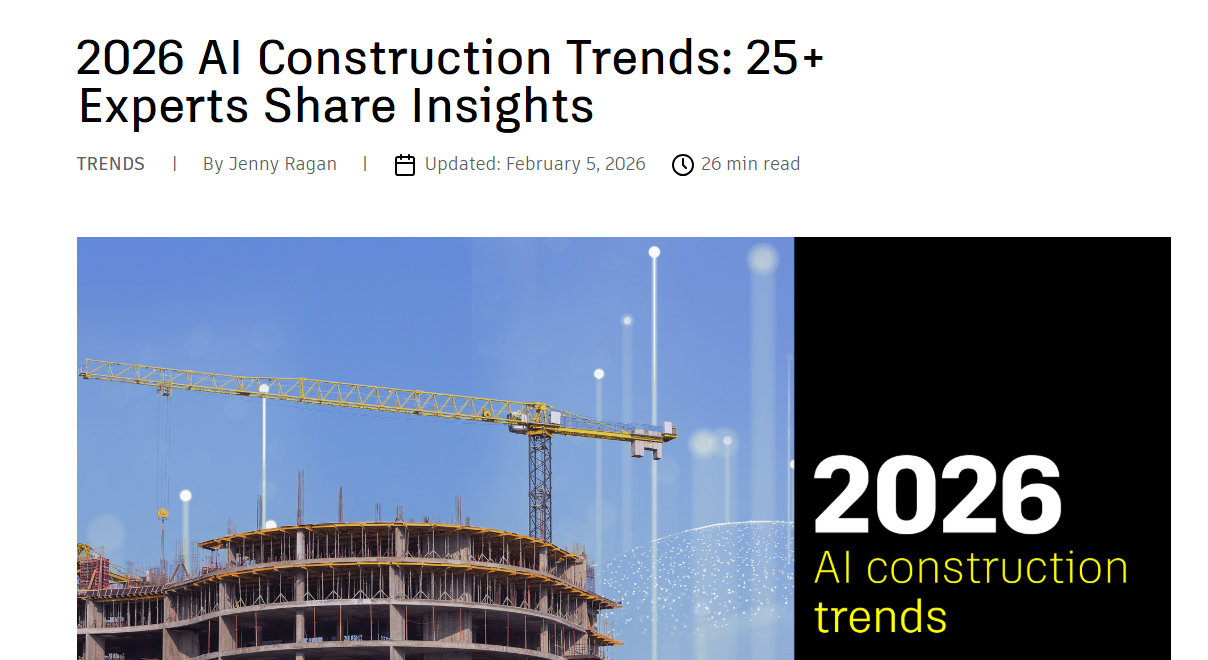 2026 AI Construction Trends: 25+
Experts Share Insights
TRENDS | By Jenny Ragan | Updated: February 5, 2026 26 min read
2026
AI construction
trends